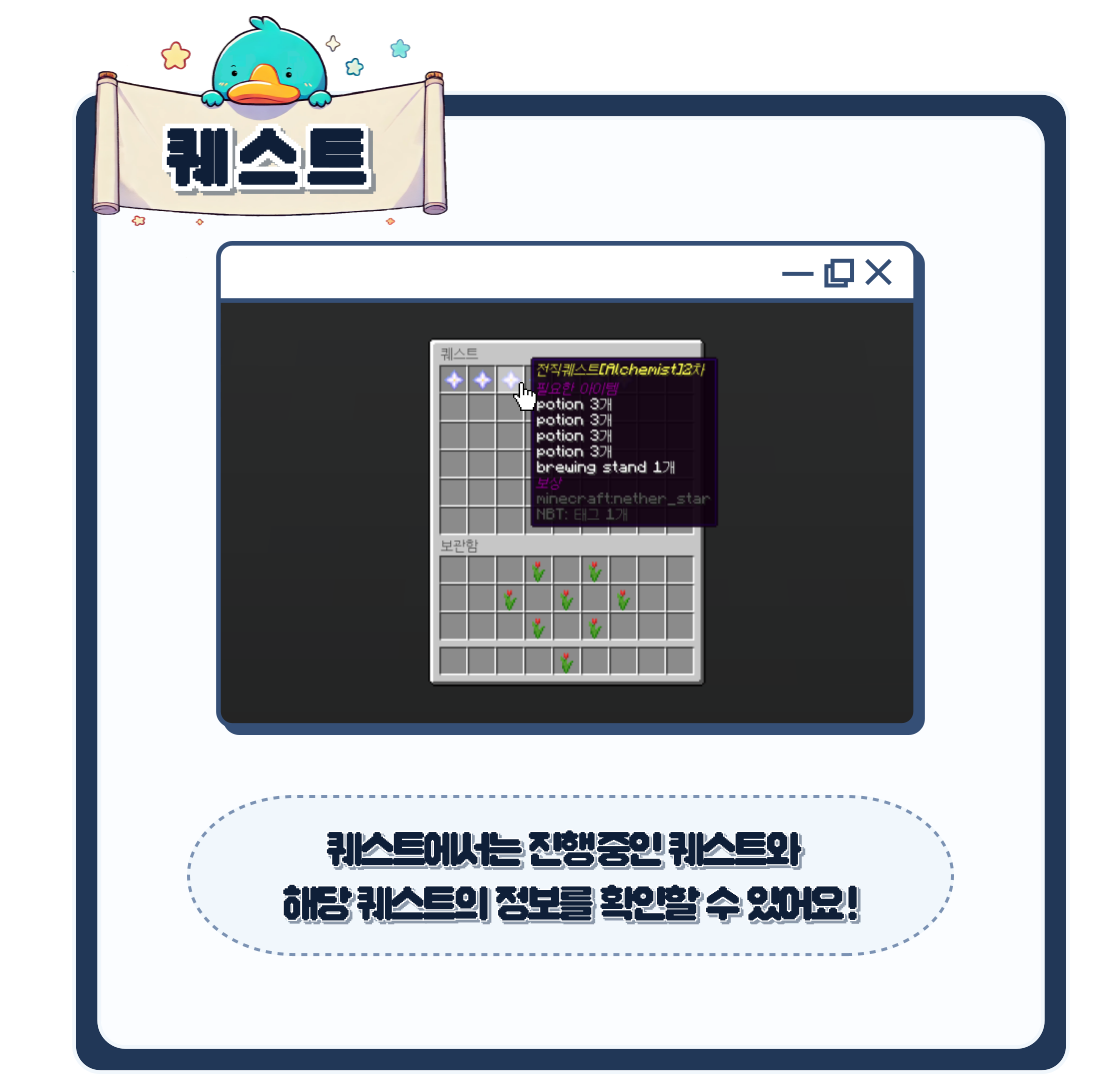 퀘스트
퀘스트
전직퀘스트[Alchemist]2차
필요한 아이템
potion 3개
potion 3개
potion 3개
potion 3개
brewing stand 1개
보상
minecraft:nether_star
NBT: 태그 1개
보관함
퀘스트에서는 진행중인 퀘스트와
해당 퀘스트의 정보를 확인할 수 있어요!